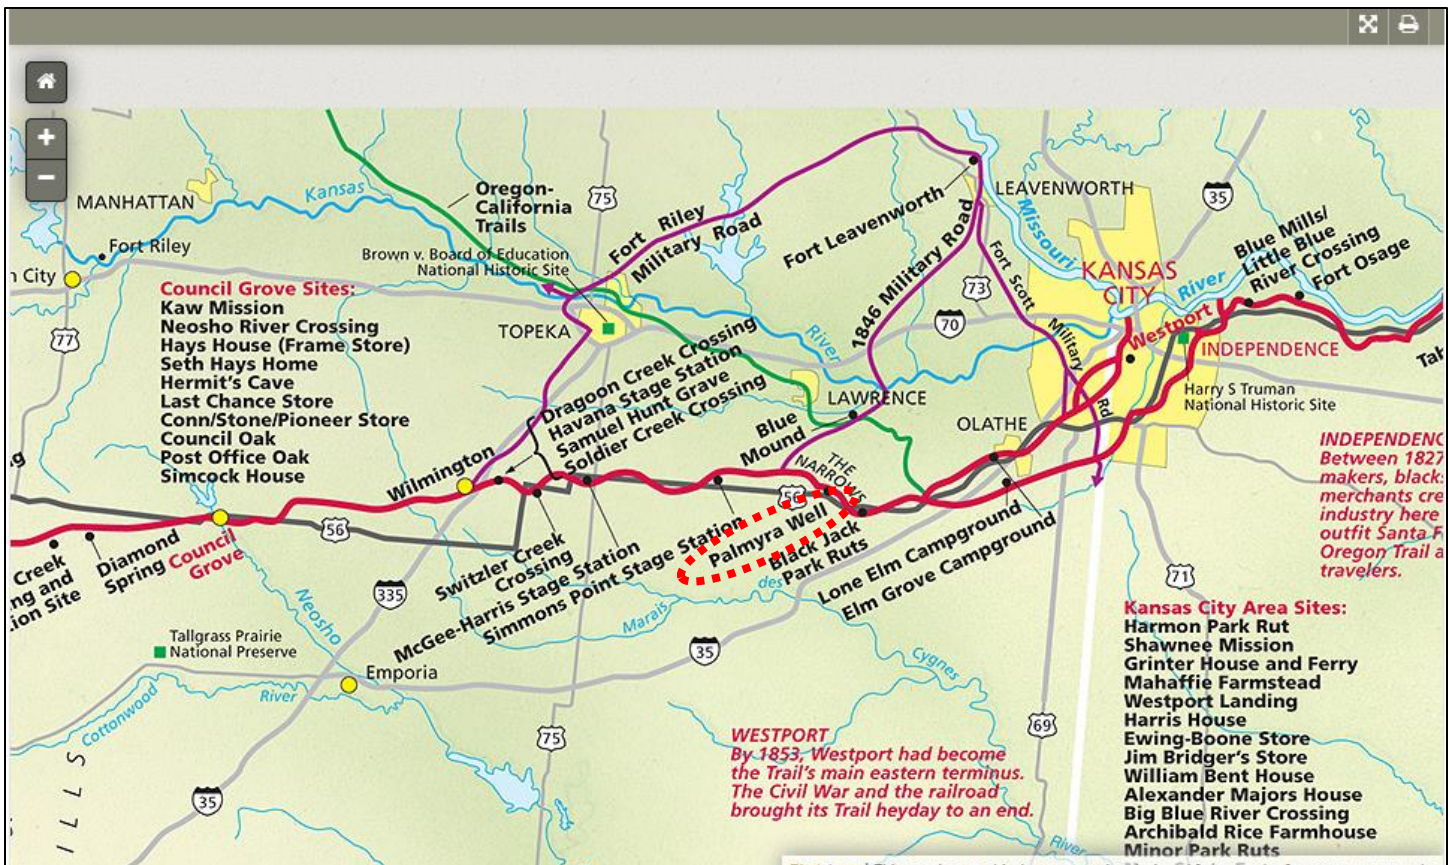 MANHATTAN
Kansas
Fort Riley
n City
77
Oregon-
California
Trails
75
Fort Riley
Military Road
Brown v. Board of Education
National Historic Site
TOPEKA
Fort Leavenworth
LEAVENWORTH
Missouri
River
35
1846 Military Road
Fort Scott
Military
Rd
73
70
KANSAS
CITY
Westport
Blue Mills/
Little Blue
River Crossing
Fort Osage
INDEPENDENCE
Harry S Truman
National Historic Site
River
LAWRENCE
OLATHE
Blue
Mound
THE
NARROWS
Council Grove Sites:
Kaw Mission
Neosho River Crossing
Hays House (Frame Store)
Seth Hays Home
Hermit's Cave
Last Chance Store
Conn/Stone/Pioneer Store
Council Oak
Post Office Oak
Simcock House
Dragoon Creek Crossing
Havana Stage Station
Samuel Hunt Grave
Soldier Creek Crossing
Wilmington
INDEPENDENC
Between 1827
makers, blacks
merchants cre
industry here
outfit Santa F
Oregon Trail a
travelers.
56
56
Creek
ng and
ion Site
Diamond
Spring
Council
Grove
Switzler Creek
Crossing
McGee-Harris Stage Station
Simmons Point Stage Station
Palmyra Well
Black Jack
Park Ruts
Lone Elm Campground
Elm Grove Campground
335
Neosho
River
Marais
des
Cygnes
River
71
Tallgrass Prairie
National Preserve
Emporia
35
Cottonwood
75
69
35
ILLS
WESTPORT
By 1853, Westport had become
the Trail's main eastern terminus.
The Civil War and the railroad
brought its Trail heyday to an end.
Kansas City Area Sites:
Harmon Park Rut
Shawnee Mission
Grinter House and Ferry
Mahaffie Farmstead
Westport Landing
Harris House
Ewing-Boone Store
Jim Bridger's Store
William Bent House
Alexander Majors House
Big Blue River Crossing
Archibald Rice Farmhouse
Minor Park Ruts